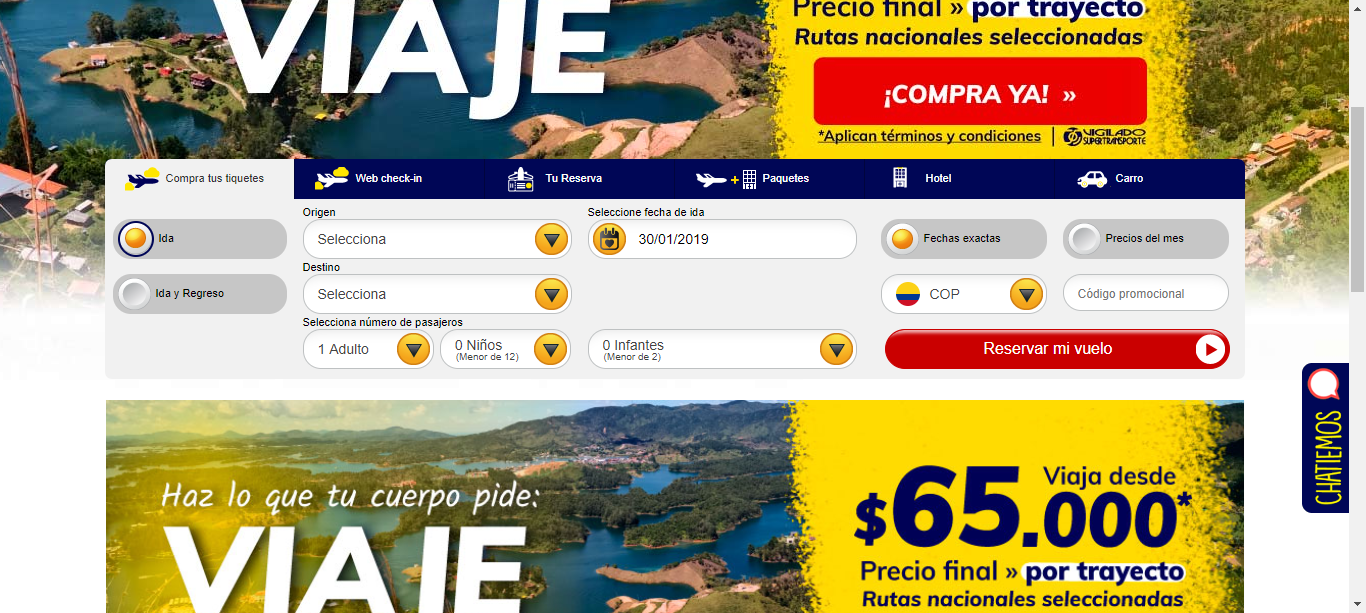 VIAJE
Precio final » por trayecto
Rutas nacionales seleccionadas
¡COMPRA YA! »
*Aplican términos y condiciones | VIGILADO
SUPERTRANSPORTE
Compra tus tiquetes
Web check-in
Tu Reserva
Paquetes
Hotel
Carro
Ida
Ida y Regreso
Origen
Selecciona
Destino
Selecciona
Selecciona número de pasajeros
1 Adulto
0 Niños
(Menor de 12)
0 Infantes
(Menor de 2)
Seleccione fecha de ida
30/01/2019
Fechas exactas
Precios del mes
COP
Código promocional
Reservar mi vuelo
CHATIEMOS
Haz lo que tu cuerpo pide:
VIAJE
Viaja desde
$65.000*
Precio final » por trayecto
Rutas nacionales seleccionadas